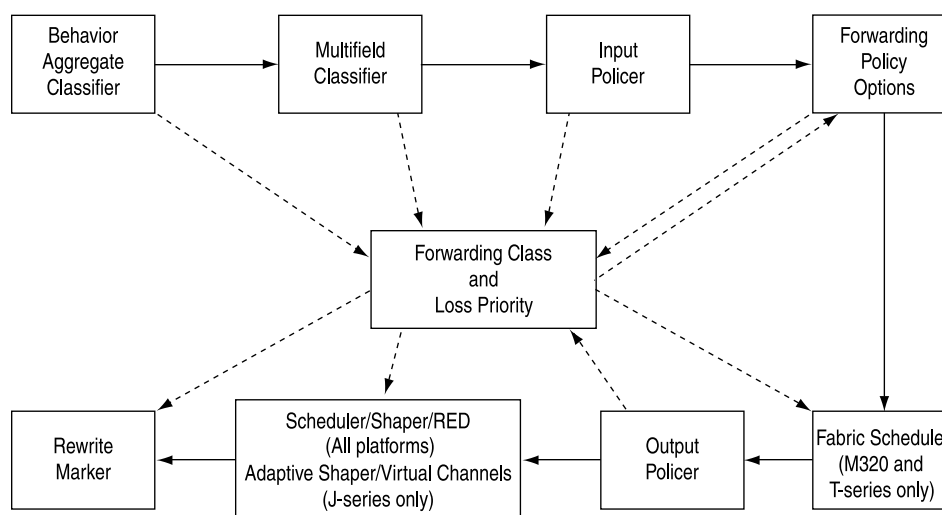 Behavior
Aggregate
Classifier
Multifield
Classifier
Input
Policer
Forwarding
Policy
Options
Forwarding Class
and
Loss Priority
Rewrite
Marker
Scheduler/Shaper/RED
(All platforms)
Adaptive Shaper/Virtual Channels
(J-series only)
Output
Policer
Fabric Schedule
(M320 and
T-series only)